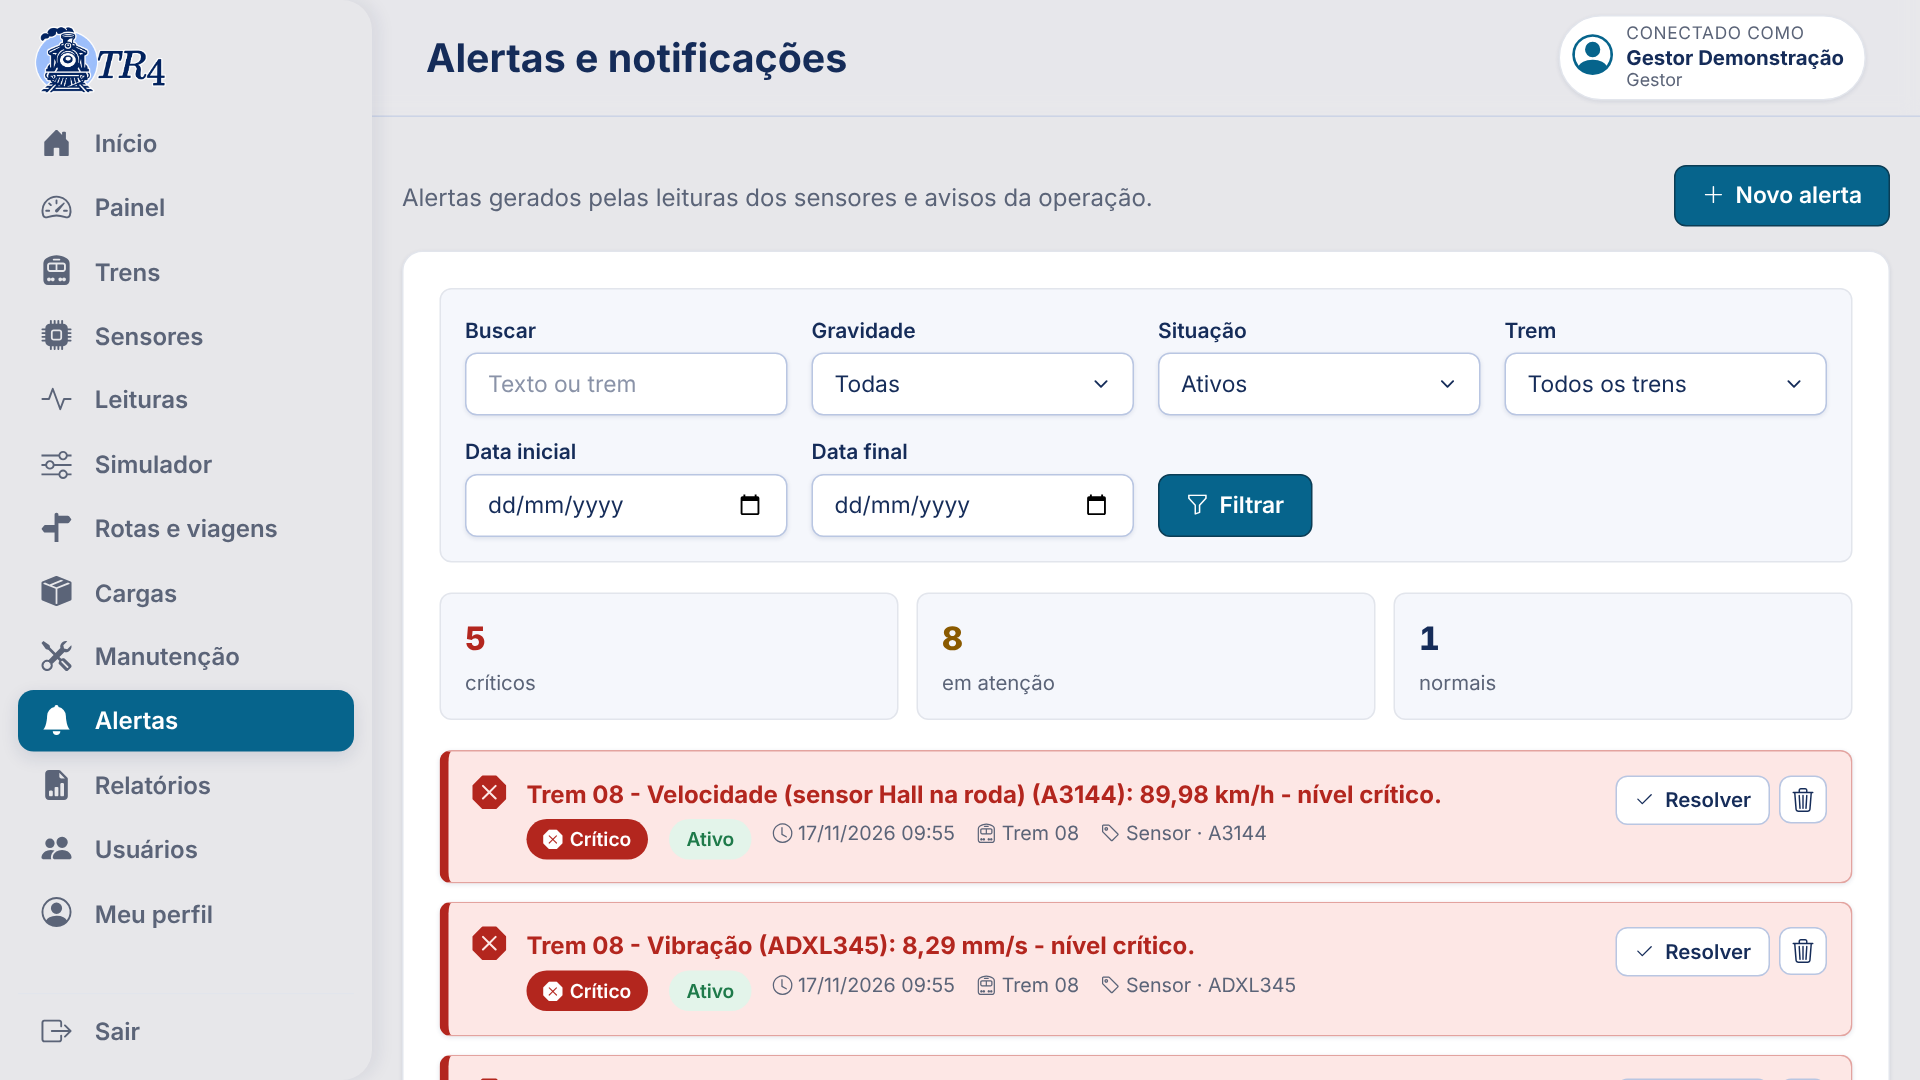 TR4
Início
Painel
Trens
Sensores
Leituras
Simulador
Rotas e viagens
Cargas
Manutenção
Alertas
Relatórios
Usuários
Meu perfil
Sair
Alertas e notificações
CONECTADO COMO
Gestor Demonstração
Gestor
Alertas gerados pelas leituras dos sensores e avisos da operação.
Novo alerta
Buscar
Texto ou trem
Gravidade
Todas
Situação
Ativos
Trem
Todos os trens
Data inicial
dd/mm/yyyy
Data final
dd/mm/yyyy
Filtrar
5
críticos
8
em atenção
1
normais
Trem 08 - Velocidade (sensor Hall na roda) (A3144): 89,98 km/h - nível crítico.
Crítico Ativo 17/11/2026 09:55 Trem 08 Sensor · A3144
Resolver
Trem 08 - Vibração (ADXL345): 8,29 mm/s - nível crítico.
Crítico Ativo 17/11/2026 09:55 Trem 08 Sensor · ADXL345
Resolver